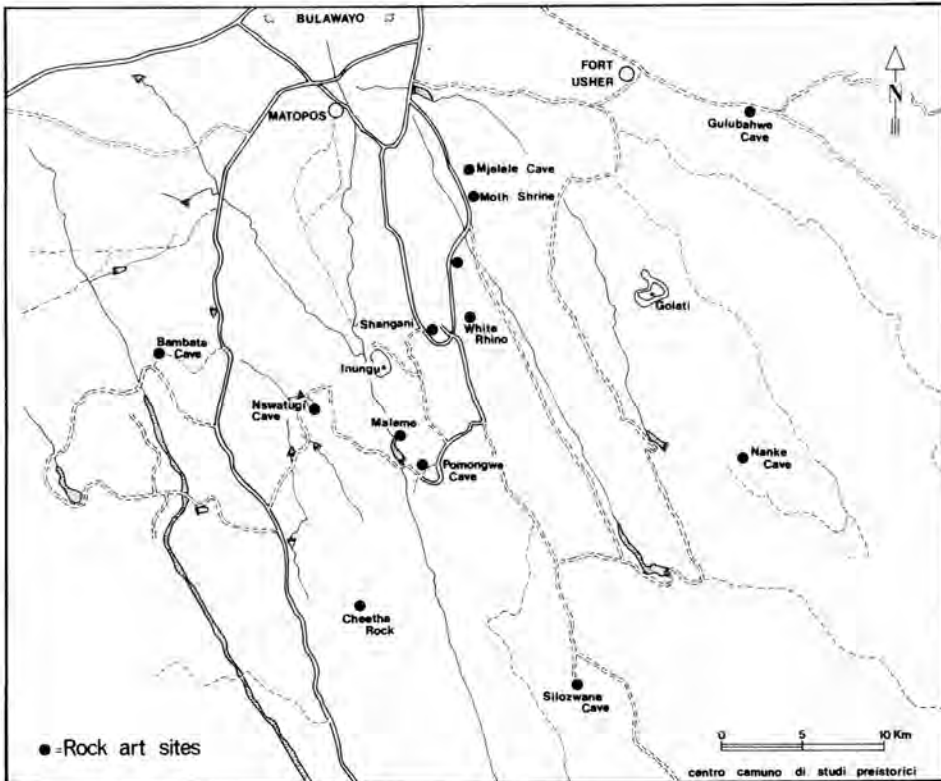 BULAWAYO
FORT
USHER
N
MATOPOS
Gulubahwe
Cave
Mjelele Cave
Moth Shrine
Golati
Shangani
White
Rhino
Bambata
Cave
Inungu
Nswatugi
Cave
Maleme
Pomongwe
Cave
Nanke
Cave
Cheetha
Rock
Silozwane
Cave
=Rock art sites
0 5 10 Km
centro camuno di studi preistorici